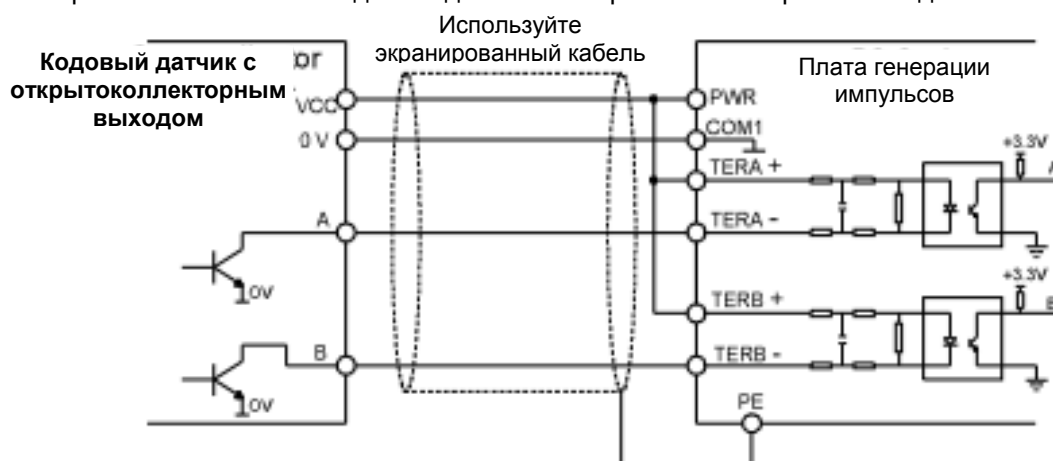 Используйте
экранированный кабель
Кодовый датчик с
открытоколлекторным
выходом
Плата генерации
импульсов
VCC
0 V
A
0V
B
0V
PWR
COM1
TERA +
TERA -
TERB +
TERB -
PE
+3.3V
A
+3.3V